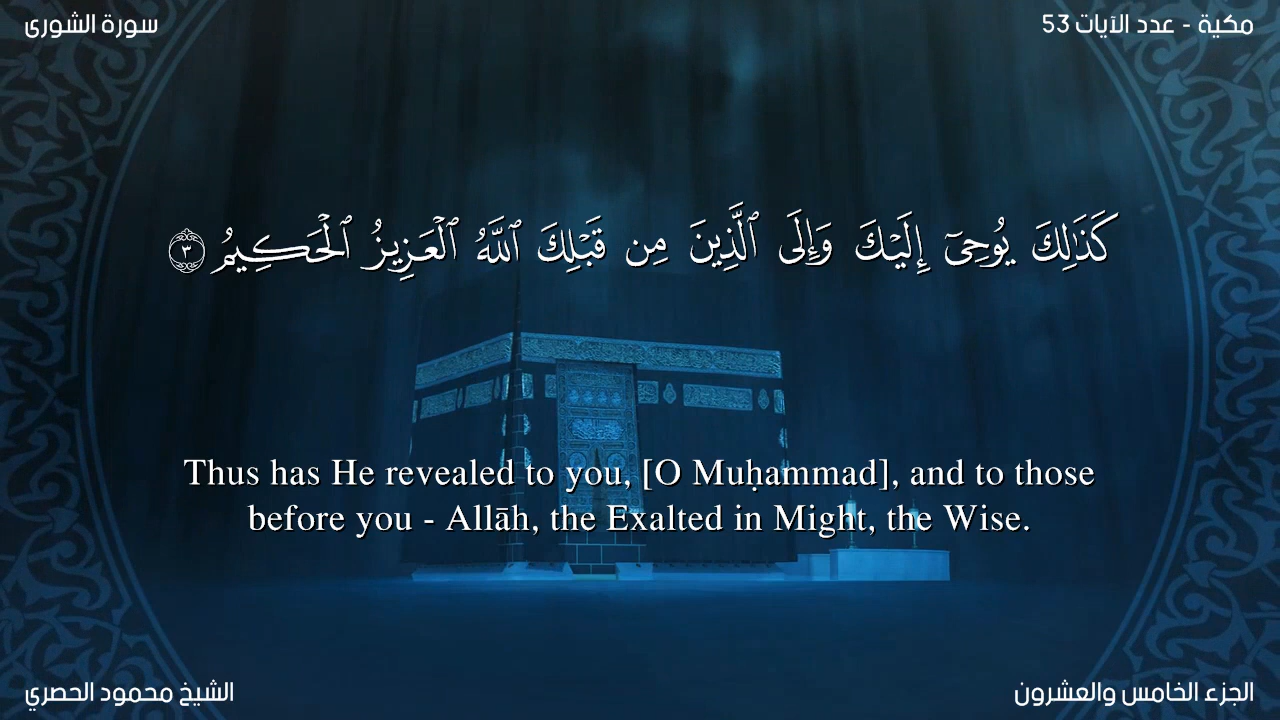 سورة الشورى
مكية - عدد الآيات 53
كَذَٰلِكَ يُوحِىٓ إِلَيْكَ وَإِلَى ٱلَّذِينَ مِن قَبْلِكَ ٱللَّهُ ٱلْعَزِيزُ ٱلْحَكِيمُ ٣
Thus has He revealed to you, [O Muḥammad], and to those
before you - Allāh, the Exalted in Might, the Wise.
الشيخ محمود الحصري
الجزء الخامس والعشرون